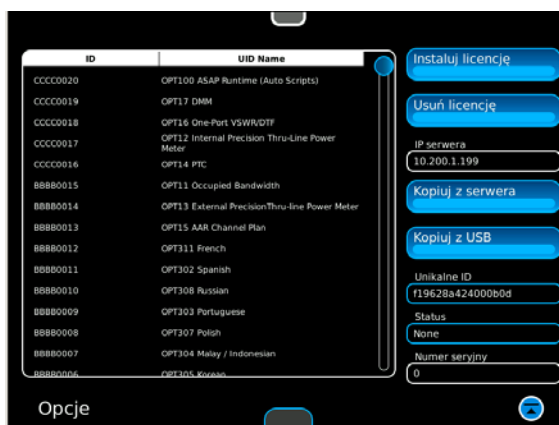 ID UID Name
CCCC0020 OPT100 ASAP Runtime (Auto Scripts)
CCCC0019 OPT17 DMM
CCCC0018 OPT16 One-Port VSWR/DTF
CCCC0017 OPT12 Internal Precision Thru-Line Power
Meter
CCCC0016 OPT14 PTC
BBBB0015 OPT11 Occupied Bandwidth
BBBB0014 OPT13 External PrecisionThru-line Power Meter
BBBB0013 OPT15 AAR Channel Plan
BBBB0012 OPT311 French
BBBB0011 OPT302 Spanish
BBBB0010 OPT308 Russian
BBBB0009 OPT303 Portuguese
BBBB0008 OPT307 Polish
BBBB0007 OPT304 Malay / Indonesian
BBBB0006 OPT305 Korean
Instaluj licencję
Usuń licencję
IP serwera
10.200.1.199
Kopiuj z serwera
Kopiuj z USB
Unikalne ID
f19628a424000b0d
Status
None
Numer seryjny
0
Opcje